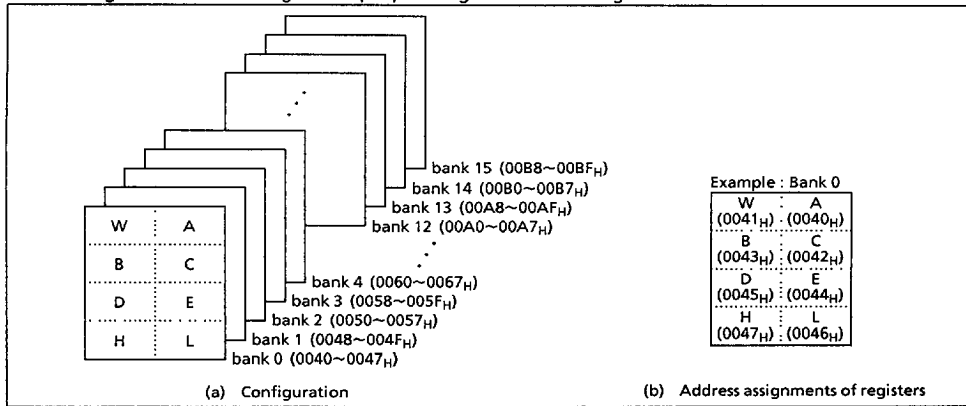 bank 15 (00B8~00BFH)
bank 14 (00B0~00B7H)
bank 13 (00A8~00AFH)
bank 12 (00A0~00A7H)
bank 4 (0060~0067H)
bank 3 (0058~005FH)
bank 2 (0050~0057H)
bank 1 (0048~004FH)
bank 0 (0040~0047H)
W A
B C
D E
H L
(a) Configuration
Example : Bank 0
W A
(0041H) (0040H)
B C
(0043H) (0042H)
D E
(0045H) (0044H)
H L
(0047H) (0046H)
(b) Address assignments of registers